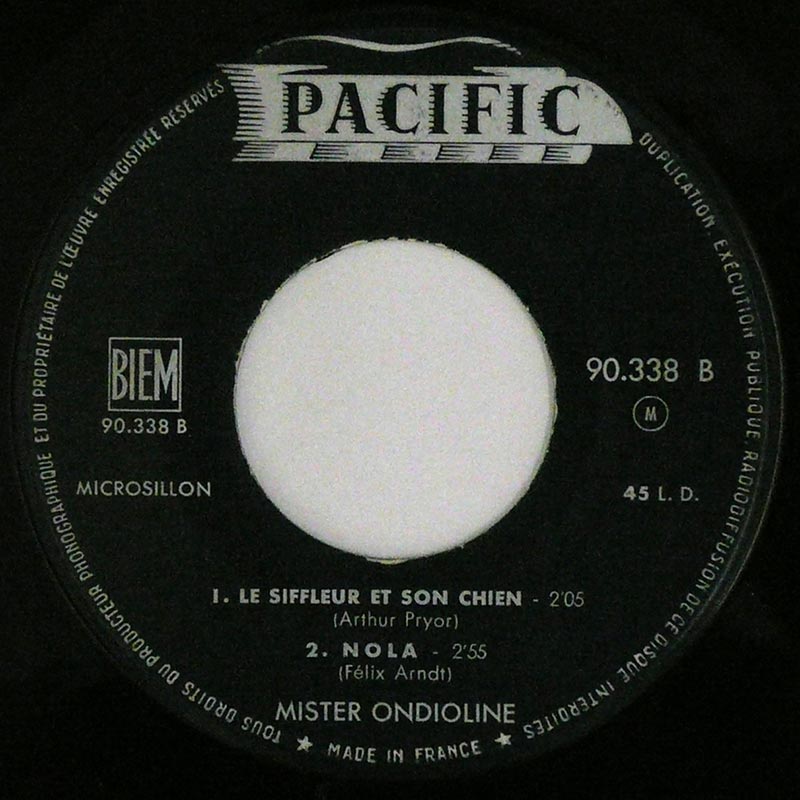 PACIFIC
TOUS DROITS DU PRODUCTEUR PHONOGRAPHIQUE ET DU PROPRIÉTAIRE DE L'ŒUVRE ENREGISTRÉE RÉSERVÉS
DUPLICATION, EXÉCUTION PUBLIQUE, RADIODIFFUSION DE CE DISQUE INTERDITES
BIEM
90.338 B
90.338 B
M
MICROSILLON
45 L. D.
1. LE SIFFLEUR ET SON CHIEN - 2'05
(Arthur Pryor)
2. NOLA - 2'55
(Félix Arndt)
MISTER ONDIOLINE
★ MADE IN FRANCE ★